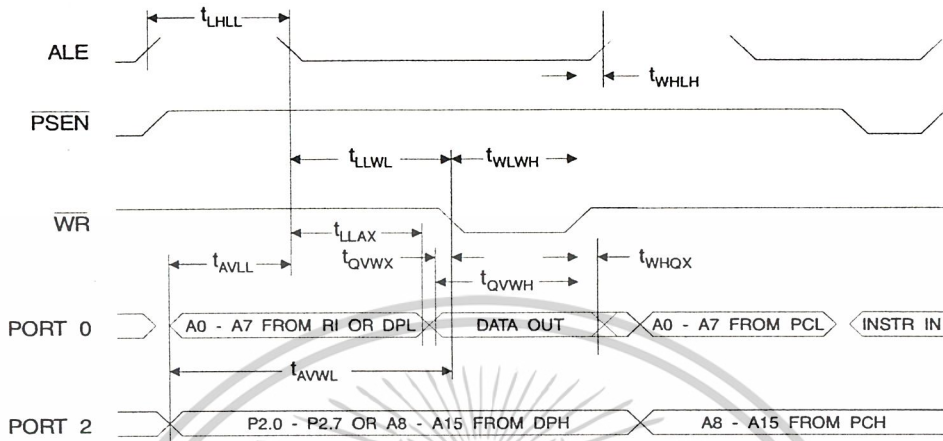 tLHLL
ALE
tWHLH
PSEN
tLLWL
tWLWH
WR
tLLAX
tAVLL
tQVWX
tWHQX
tQVWH
PORT 0
A0 - A7 FROM RI OR DPL
DATA OUT
A0 - A7 FROM PCL
INSTR IN
tAVWL
PORT 2
P2.0 - P2.7 OR A8 - A15 FROM DPH
A8 - A15 FROM PCH